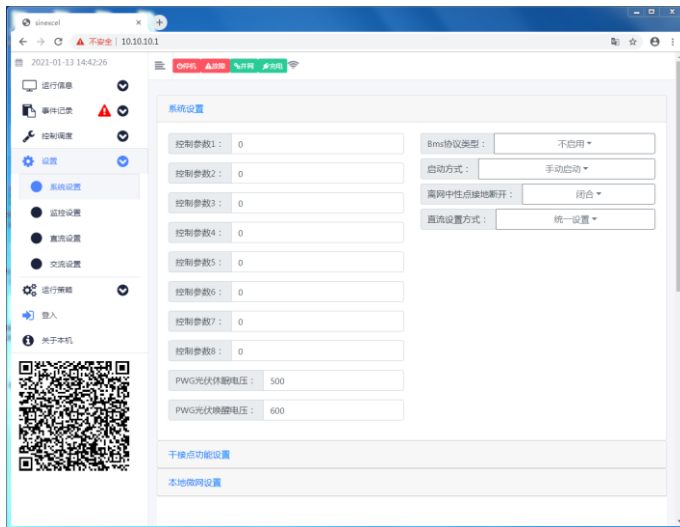 sinexcel
不安全 | 10.10.10.1
2021-01-13 14:42:26
停机 故障 并网 充电
运行信息
事件记录
控制调度
设置
系统设置
监控设置
直流设置
交流设置
运行策略
登入
关于本机
系统设置
控制参数1： 0
控制参数2： 0
控制参数3： 0
控制参数4： 0
控制参数5： 0
控制参数6： 0
控制参数7： 0
控制参数8： 0
PWG光伏休眠电压： 500
PWG光伏唤醒电压： 600
Bms协议类型： 不启用
启动方式： 手动启动
离网中性点接地断开： 闭合
直流设置方式： 统一设置
干接点功能设置
本地微网设置